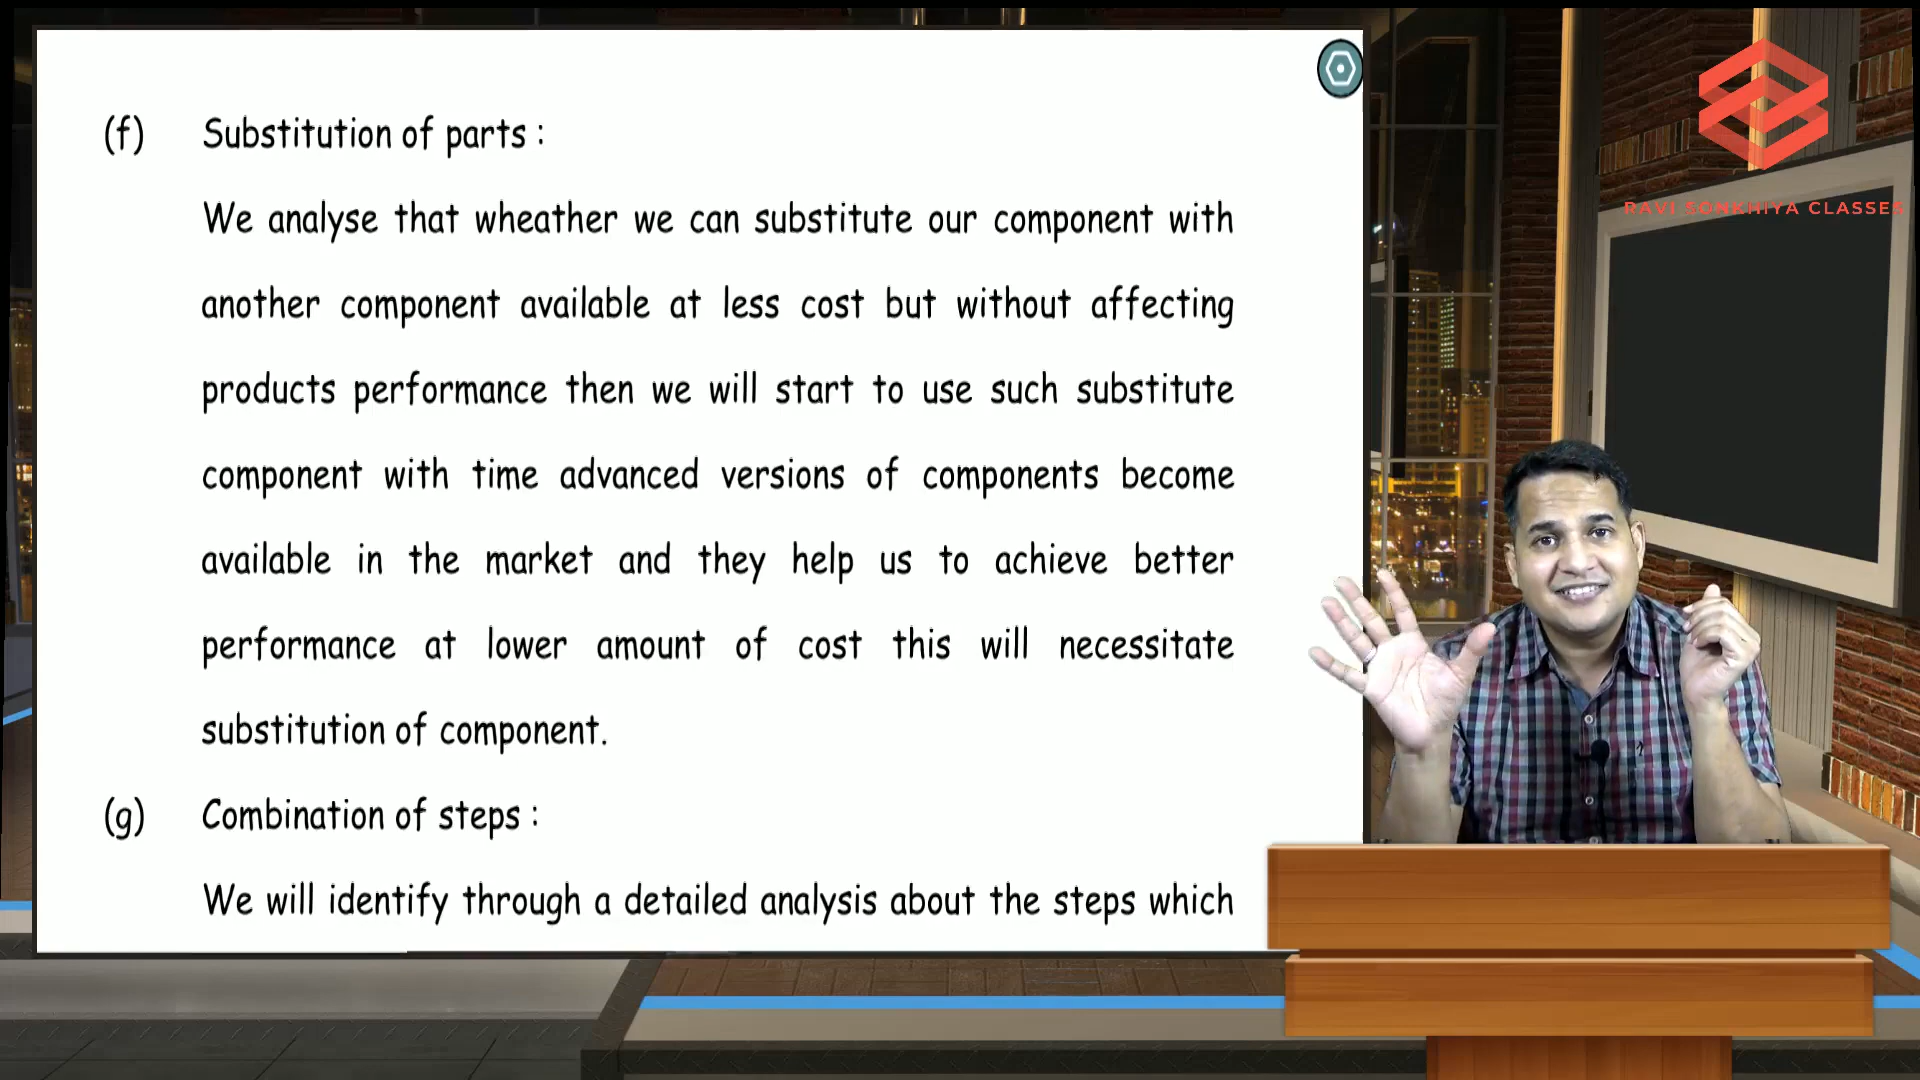 (f) Substitution of parts :
We analyse that wheather we can substitute our component with
another component available at less cost but without affecting
products performance then we will start to use such substitute
component with time advanced versions of components become
available in the market and they help us to achieve better
performance at lower amount of cost this will necessitate
substitution of component.
(g) Combination of steps :
We will identify through a detailed analysis about the steps which
RAVI SONKHIYA CLASSES